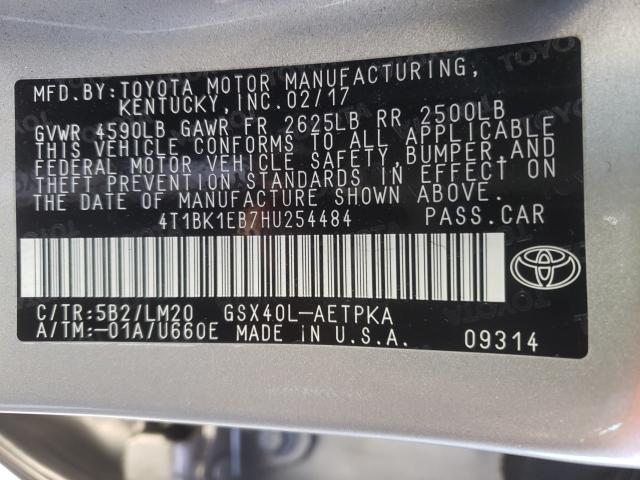 MFD.BY:TOYOTA MOTOR MANUFACTURING,
KENTUCKY,INC.02/17
GVWR 4590LB GAWR FR 2625LB RR 2500LB
THIS VEHICLE CONFORMS TO ALL APPLICABLE
FEDERAL MOTOR VEHICLE SAFETY,BUMPER,AND
THEFT PREVENTION STANDARDS IN EFFECT ON
THE DATE OF MANUFACTURE SHOWN ABOVE.
4T1BK1EB7HU254484 PASS.CAR
C/TR:5B2/LM20 GSX40L-AETPKA
A/TM:-01A/U660E MADE IN U.S.A. 09314
TOYOTA